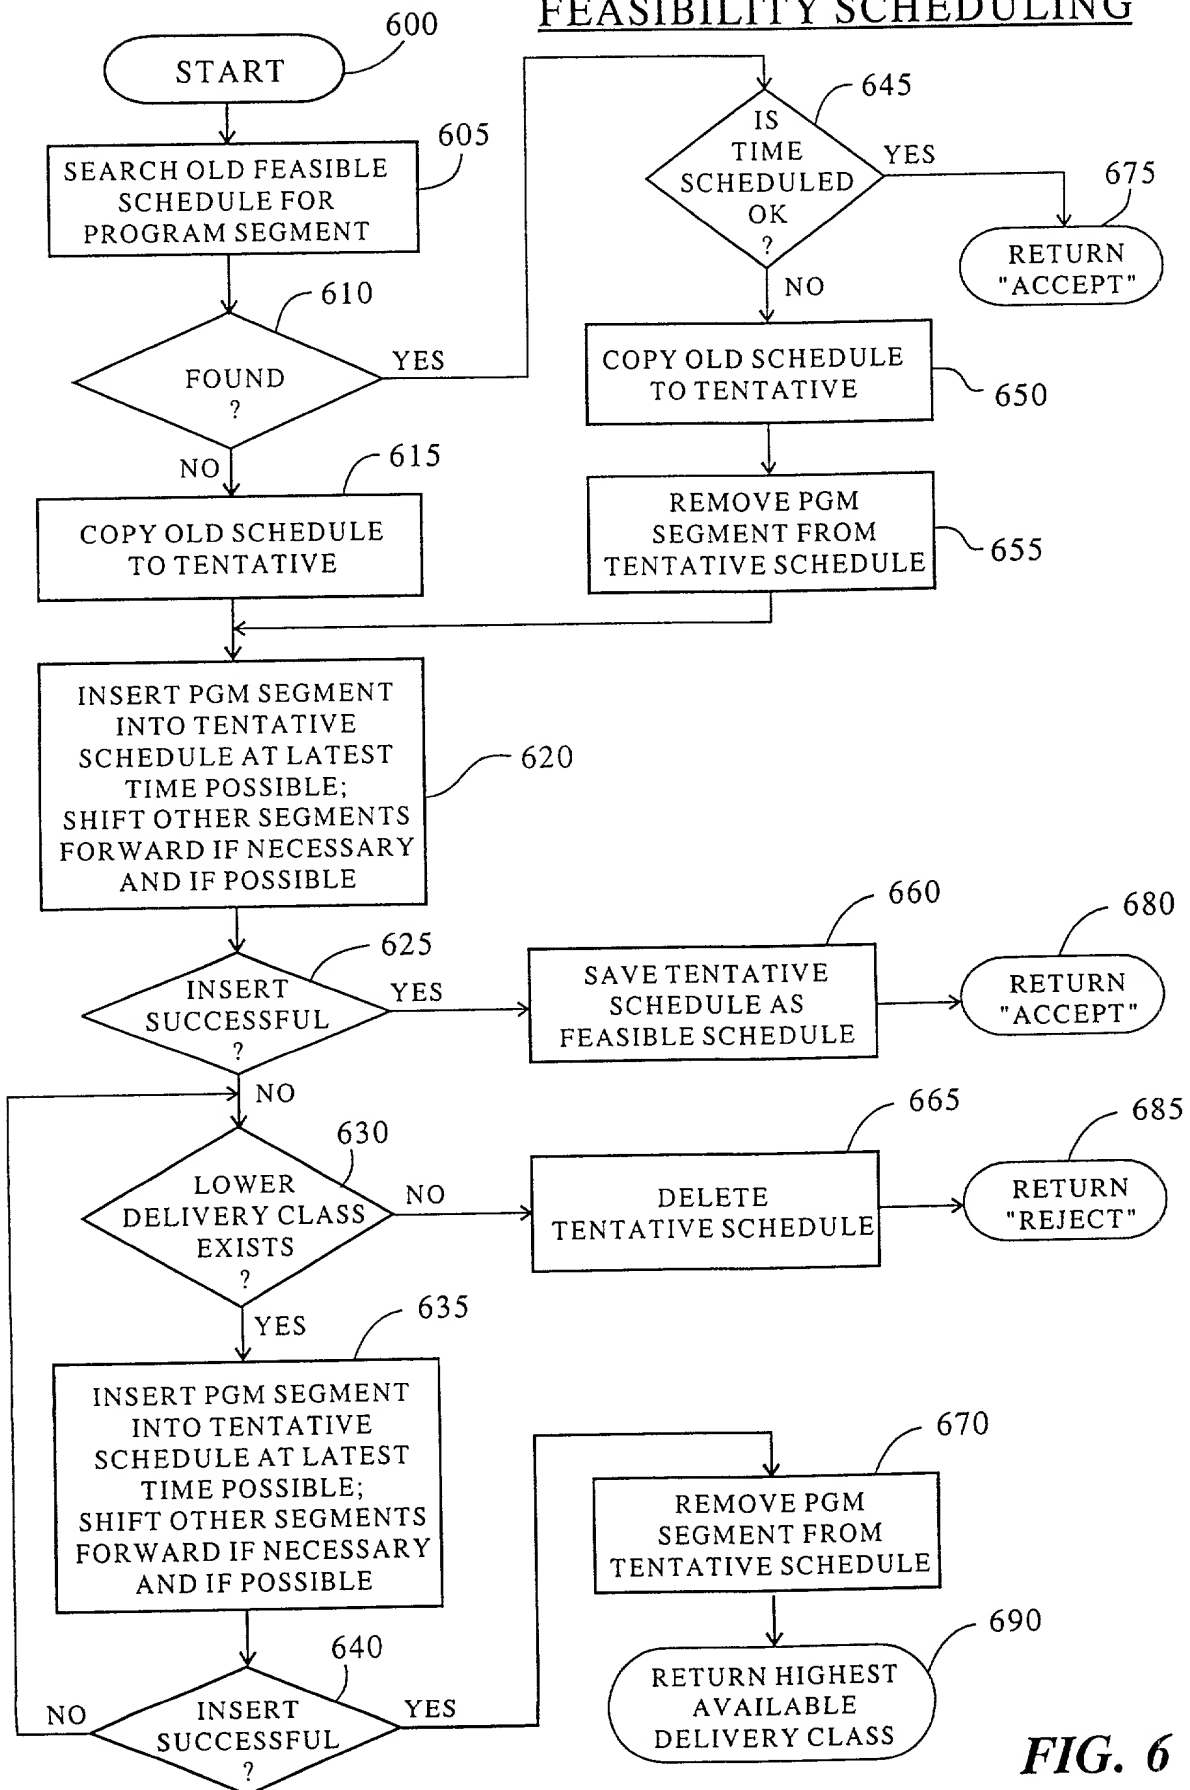 FEASIBILITY SCHEDULING
600
START
605
SEARCH OLD FEASIBLE
SCHEDULE FOR
PROGRAM SEGMENT
610
FOUND
?
YES
NO
615
COPY OLD SCHEDULE
TO TENTATIVE
645
IS
TIME
SCHEDULED
OK
?
YES
675
RETURN
"ACCEPT"
NO
COPY OLD SCHEDULE
TO TENTATIVE
650
REMOVE PGM
SEGMENT FROM
TENTATIVE SCHEDULE
655
INSERT PGM SEGMENT
INTO TENTATIVE
SCHEDULE AT LATEST
TIME POSSIBLE;
SHIFT OTHER SEGMENTS
FORWARD IF NECESSARY
AND IF POSSIBLE
620
625
INSERT
SUCCESSFUL
?
YES
660
SAVE TENTATIVE
SCHEDULE AS
FEASIBLE SCHEDULE
680
RETURN
"ACCEPT"
NO
630
LOWER
DELIVERY CLASS
EXISTS
?
NO
665
DELETE
TENTATIVE SCHEDULE
685
RETURN
"REJECT"
YES
635
INSERT PGM SEGMENT
INTO TENTATIVE
SCHEDULE AT LATEST
TIME POSSIBLE;
SHIFT OTHER SEGMENTS
FORWARD IF NECESSARY
AND IF POSSIBLE
640
INSERT
SUCCESSFUL
?
NO
YES
670
REMOVE PGM
SEGMENT FROM
TENTATIVE SCHEDULE
690
RETURN HIGHEST
AVAILABLE
DELIVERY CLASS
FIG. 6